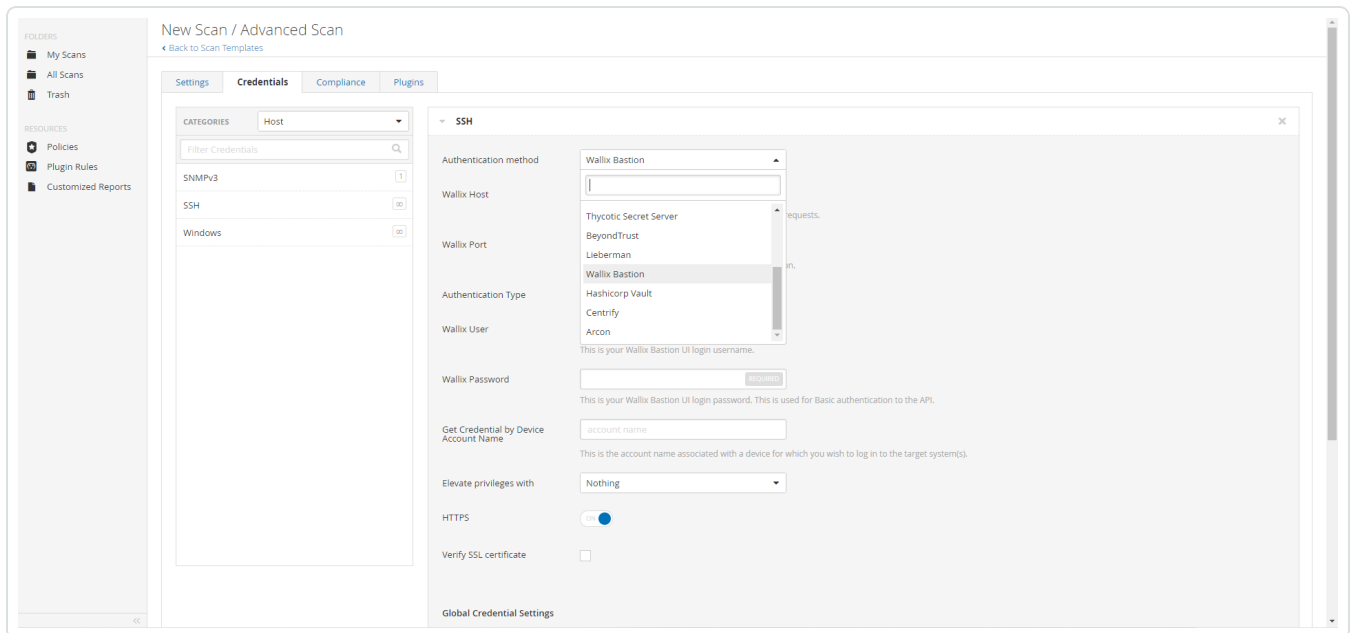 FOLDERS
My Scans
All Scans
Trash
RESOURCES
Policies
Plugin Rules
Customized Reports
New Scan / Advanced Scan
Back to Scan Templates
Settings
Credentials
Compliance
Plugins
CATEGORIES
Host
Filter Credentials
SNMPv3
1
SSH
∞
Windows
∞
SSH
Authentication method
Wallix Bastion
Wallix Host
Thycotic Secret Server
requests.
BeyondTrust
Wallix Port
Lieberman
Wallix Bastion
Authentication Type
Hashicorp Vault
Centrify
Wallix User
Arcon
This is your Wallix Bastion UI login username.
Wallix Password
REQUIRED
This is your Wallix Bastion UI login password. This is used for Basic authentication to the API.
Get Credential by Device
Account Name
account name
This is the account name associated with a device for which you wish to log in to the target system(s).
Elevate privileges with
Nothing
HTTPS
ON
Verify SSL certificate
Global Credential Settings